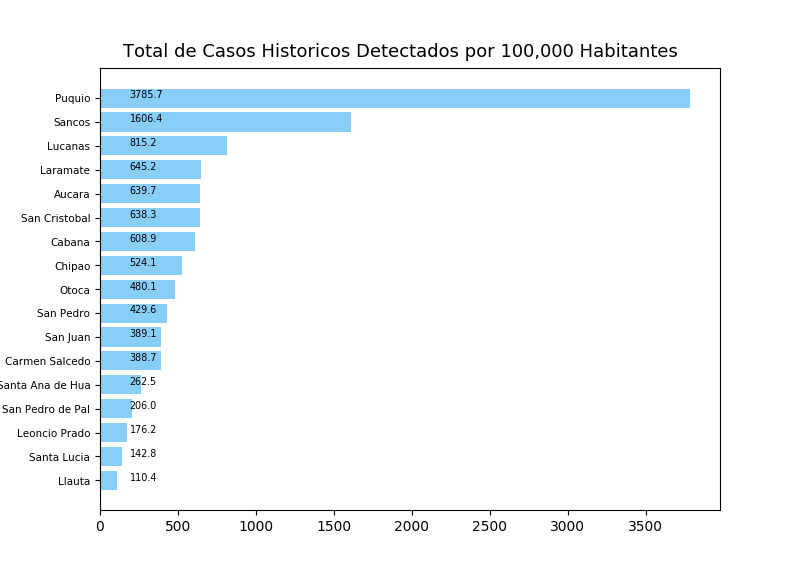 Total de Casos Historicos Detectados por 100,000 Habitantes
Puquio 3785.7
Sancos 1606.4
Lucanas 815.2
Laramate 645.2
Aucara 639.7
San Cristobal 638.3
Cabana 608.9
Chipao 524.1
Otoca 480.1
San Pedro 429.6
San Juan 389.1
Carmen Salcedo 388.7
Santa Ana de Hua 262.5
San Pedro de Pal 206.0
Leoncio Prado 176.2
Santa Lucia 142.8
Llauta 110.4
0 500 1000 1500 2000 2500 3000 3500